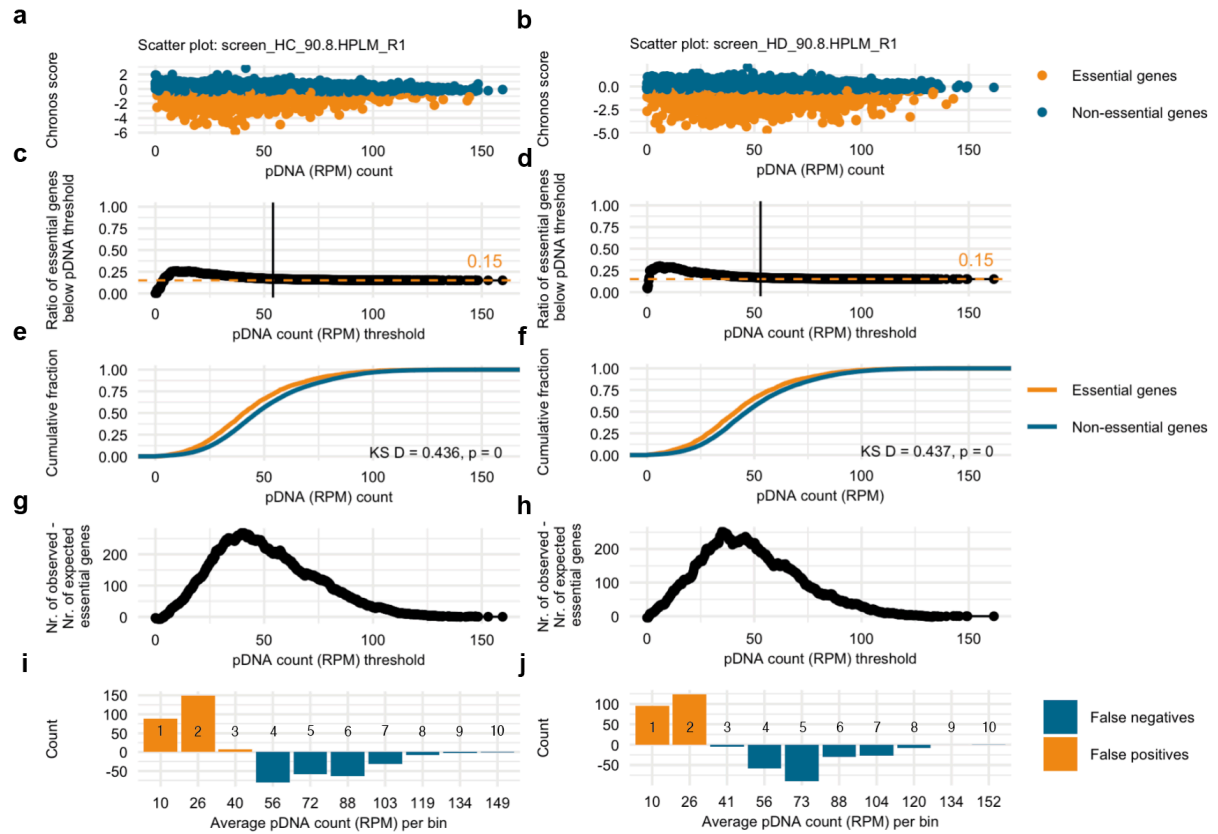 a
Scatter plot: screen_HC_90.8.HPLM_R1
Chronos score
2
0
-2
-4
-6
0 50 100 150
pDNA (RPM) count
b
Scatter plot: screen_HD_90.8.HPLM_R1
Chronos score
0.0
-2.5
-5.0
0 50 100 150
pDNA (RPM) count
Essential genes
Non-essential genes
c
Ratio of essential genes
below pDNA threshold
1.00
0.75
0.50
0.25
0.00
0.15
0 50 100 150
pDNA count (RPM) threshold
d
Ratio of essential genes
below pDNA threshold
1.00
0.75
0.50
0.25
0.00
0.15
0 50 100 150
pDNA count (RPM) threshold
e
Cumulative fraction
1.00
0.75
0.50
0.25
0.00
KS D = 0.436, p = 0
0 50 100 150
pDNA (RPM) count
f
Cumulative fraction
1.00
0.75
0.50
0.25
0.00
KS D = 0.437, p = 0
0 50 100 150
pDNA count (RPM)
Essential genes
Non-essential genes
g
Nr. of observed -
Nr. of expected
essential genes
200
100
0
0 50 100 150
pDNA count (RPM) threshold
h
Nr. of observed -
Nr. of expected
essential genes
200
100
0
0 50 100 150
pDNA count (RPM) threshold
i
Count
150
100
50
0
-50
1 2 3 4 5 6 7 8 9 10
10 26 40 56 72 88 103 119 134 149
Average pDNA count (RPM) per bin
j
Count
100
50
0
-50
1 2 3 4 5 6 7 8 9 10
10 26 41 56 73 88 104 120 134 152
Average pDNA count (RPM) per bin
False negatives
False positives